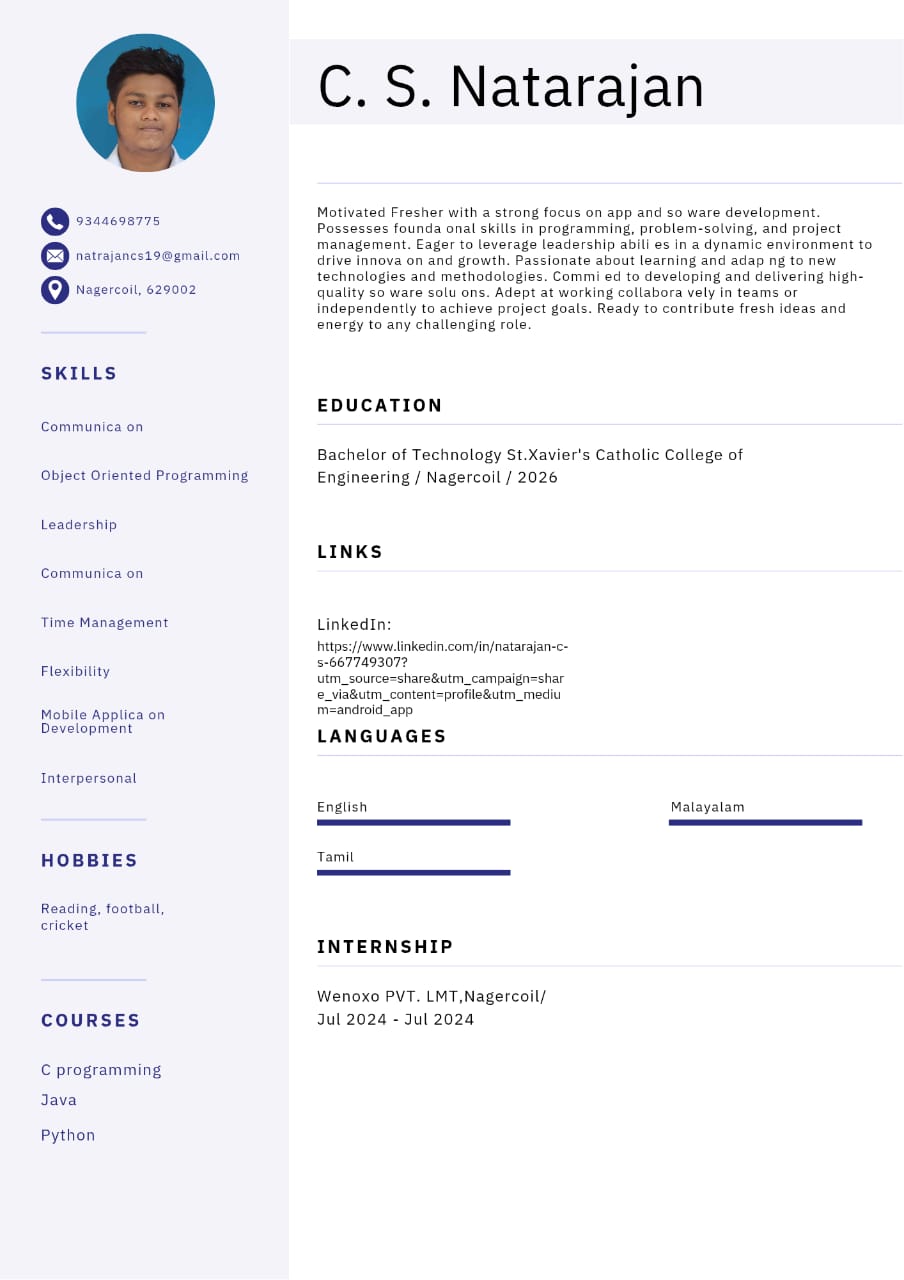 C. S. Natarajan
9344698775
natrajancs19@gmail.com
Nagercoil, 629002
SKILLS
Communica on
Object Oriented Programming
Leadership
Communica on
Time Management
Flexibility
Mobile Applica on
Development
Interpersonal
HOBBIES
Reading, football,
cricket
COURSES
C programming
Java
Python
Motivated Fresher with a strong focus on app and so ware development.
Possesses founda onal skills in programming, problem-solving, and project
management. Eager to leverage leadership abili es in a dynamic environment to
drive innova on and growth. Passionate about learning and adap ng to new
technologies and methodologies. Commi ed to developing and delivering high-
quality so ware solu ons. Adept at working collabora vely in teams or
independently to achieve project goals. Ready to contribute fresh ideas and
energy to any challenging role.
EDUCATION
Bachelor of Technology St.Xavier's Catholic College of
Engineering / Nagercoil / 2026
LINKS
LinkedIn:
https://www.linkedin.com/in/natarajan-c-
s-667749307?
utm_source=share&utm_campaign=shar
e_via&utm_content=profile&utm_mediu
m=android_app
LANGUAGES
English
Malayalam
Tamil
INTERNSHIP
Wenoxo PVT. LMT,Nagercoil/
Jul 2024 - Jul 2024